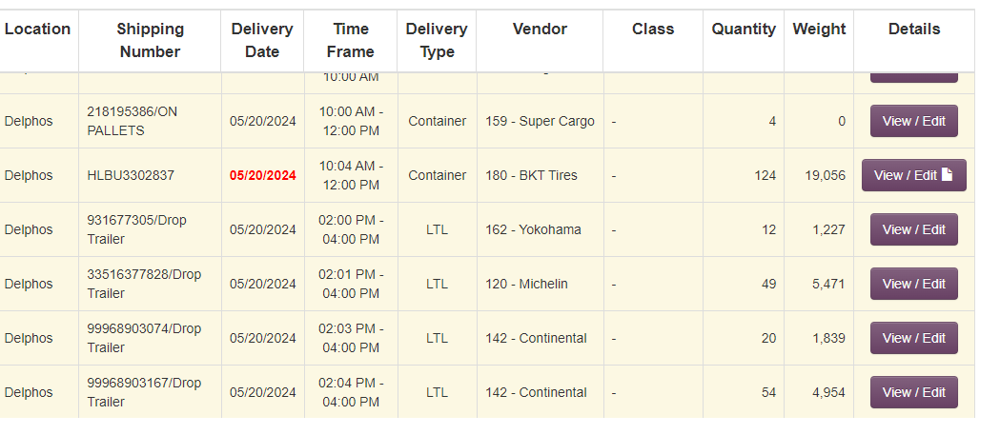 Location Shipping Number Delivery Date Time Frame Delivery Type Vendor Class Quantity Weight Details
10:00 AM
Delphos 218195386/ON PALLETS 05/20/2024 10:00 AM - 12:00 PM Container 159 - Super Cargo - 4 0 View / Edit
Delphos HLBU3302837 05/20/2024 10:04 AM - 12:00 PM Container 180 - BKT Tires - 124 19,056 View / Edit
Delphos 931677305/Drop Trailer 05/20/2024 02:00 PM - 04:00 PM LTL 162 - Yokohama - 12 1,227 View / Edit
Delphos 33516377828/Drop Trailer 05/20/2024 02:01 PM - 04:00 PM LTL 120 - Michelin - 49 5,471 View / Edit
Delphos 99968903074/Drop Trailer 05/20/2024 02:03 PM - 04:00 PM LTL 142 - Continental - 20 1,839 View / Edit
Delphos 99968903167/Drop Trailer 05/20/2024 02:04 PM - 04:00 PM LTL 142 - Continental - 54 4,954 View / Edit